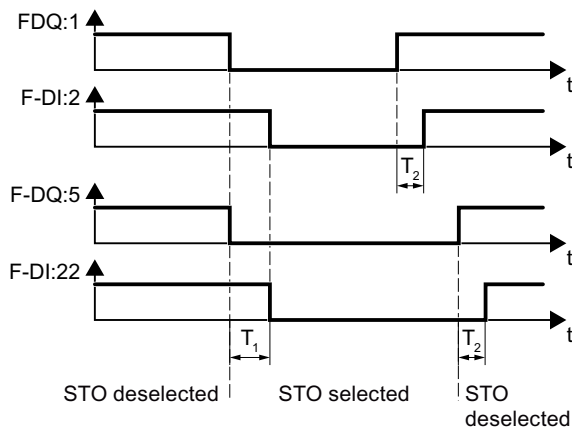 FDQ:1
t
F-DI:2
t
T2
F-DQ:5
t
F-DI:22
t
T1
T2
STO deselected
STO selected
STO
deselected